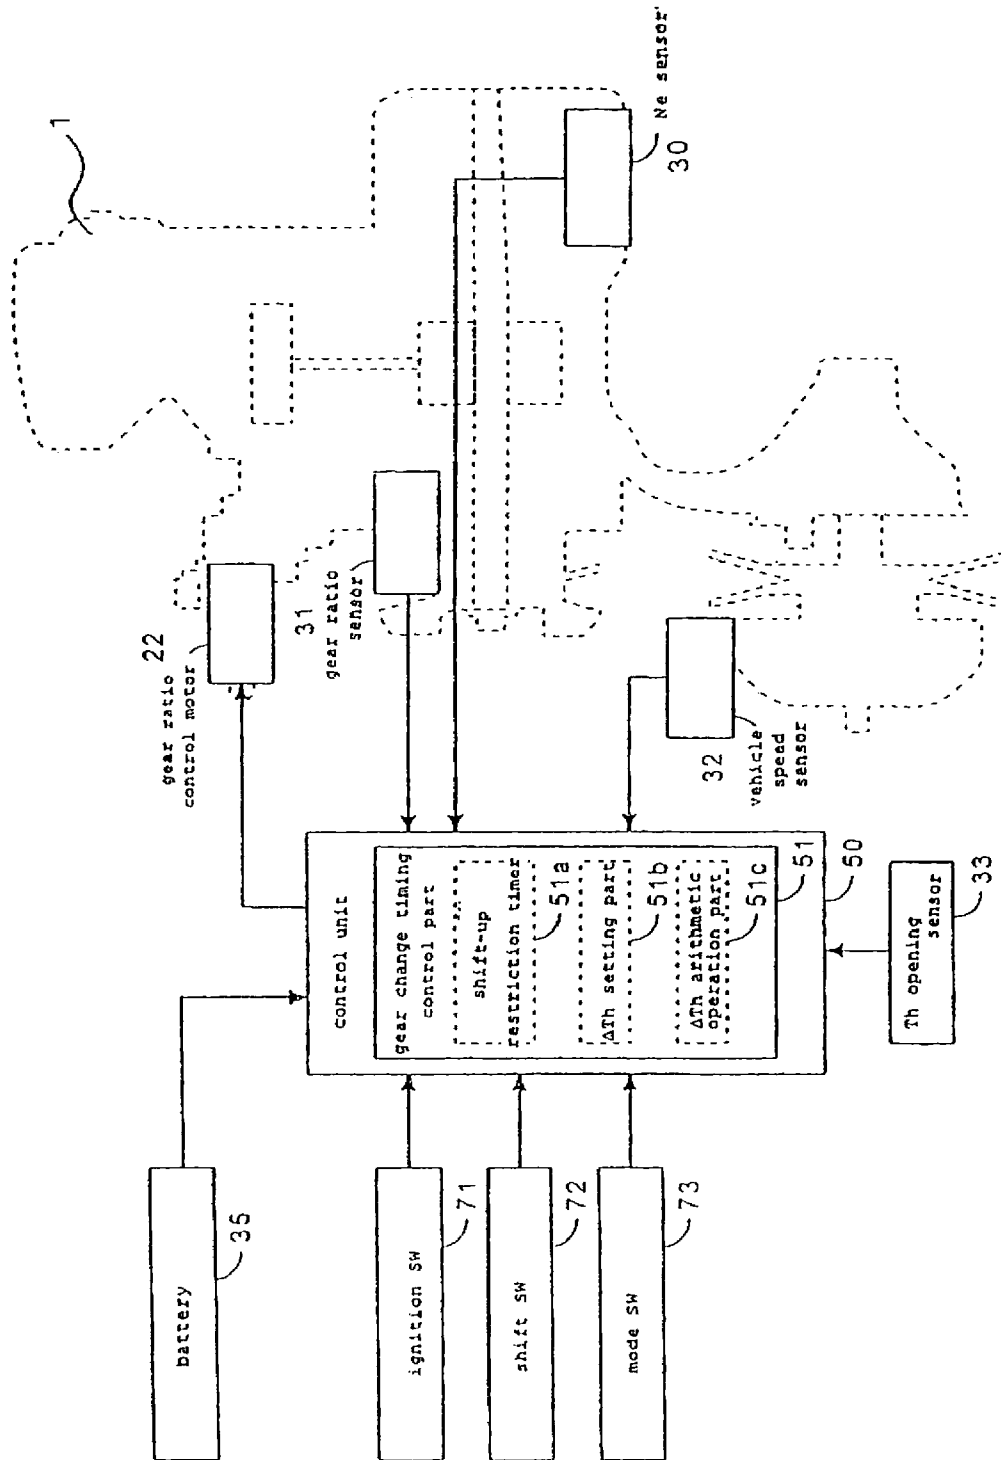 1
Ne sensor
30
22
gear ratio
control motor
31
gear ratio
sensor
32
vehicle
speed
sensor
control unit
gear change timing
control part
shift-up
restriction timer
51a
ΔTh setting part
51b
ΔTh arithmetic
operation part
51c
51
50
Th opening
sensor
33
battery
35
ignition SW
71
shift SW
72
mode SW
73